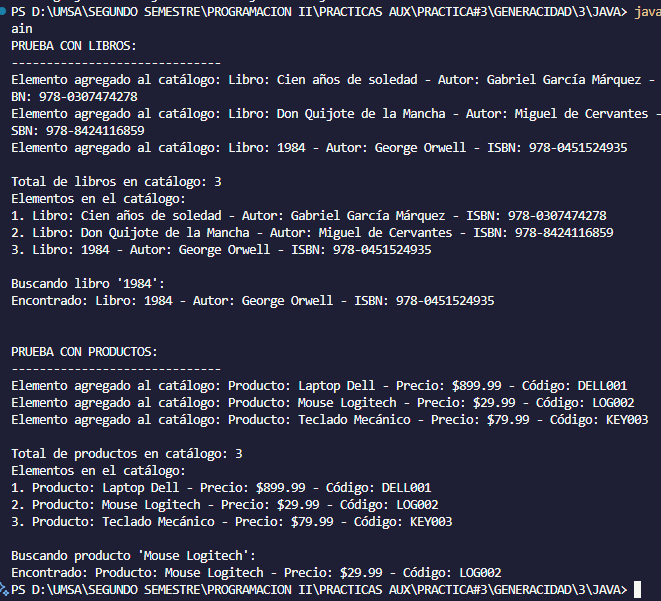 PS D:\UMSA\SEGUNDO SEMESTRE\PROGRAMACION II\PRACTICAS AUX\PRACTICA#3\GENERACIDAD\3\JAVA> java
ain
PRUEBA CON LIBROS:
------------------------------
Elemento agregado al catálogo: Libro: Cien años de soledad - Autor: Gabriel García Márquez -
BN: 978-0307474278
Elemento agregado al catálogo: Libro: Don Quijote de la Mancha - Autor: Miguel de Cervantes -
SBN: 978-8424116859
Elemento agregado al catálogo: Libro: 1984 - Autor: George Orwell - ISBN: 978-0451524935
Total de libros en catálogo: 3
Elementos en el catálogo:
1. Libro: Cien años de soledad - Autor: Gabriel García Márquez - ISBN: 978-0307474278
2. Libro: Don Quijote de la Mancha - Autor: Miguel de Cervantes - ISBN: 978-8424116859
3. Libro: 1984 - Autor: George Orwell - ISBN: 978-0451524935
Buscando libro '1984':
Encontrado: Libro: 1984 - Autor: George Orwell - ISBN: 978-0451524935
PRUEBA CON PRODUCTOS:
------------------------------
Elemento agregado al catálogo: Producto: Laptop Dell - Precio: $899.99 - Código: DELL001
Elemento agregado al catálogo: Producto: Mouse Logitech - Precio: $29.99 - Código: LOG002
Elemento agregado al catálogo: Producto: Teclado Mecánico - Precio: $79.99 - Código: KEY003
Total de productos en catálogo: 3
Elementos en el catálogo:
1. Producto: Laptop Dell - Precio: $899.99 - Código: DELL001
2. Producto: Mouse Logitech - Precio: $29.99 - Código: LOG002
3. Producto: Teclado Mecánico - Precio: $79.99 - Código: KEY003
Buscando producto 'Mouse Logitech':
Encontrado: Producto: Mouse Logitech - Precio: $29.99 - Código: LOG002
PS D:\UMSA\SEGUNDO SEMESTRE\PROGRAMACION II\PRACTICAS AUX\PRACTICA#3\GENERACIDAD\3\JAVA>